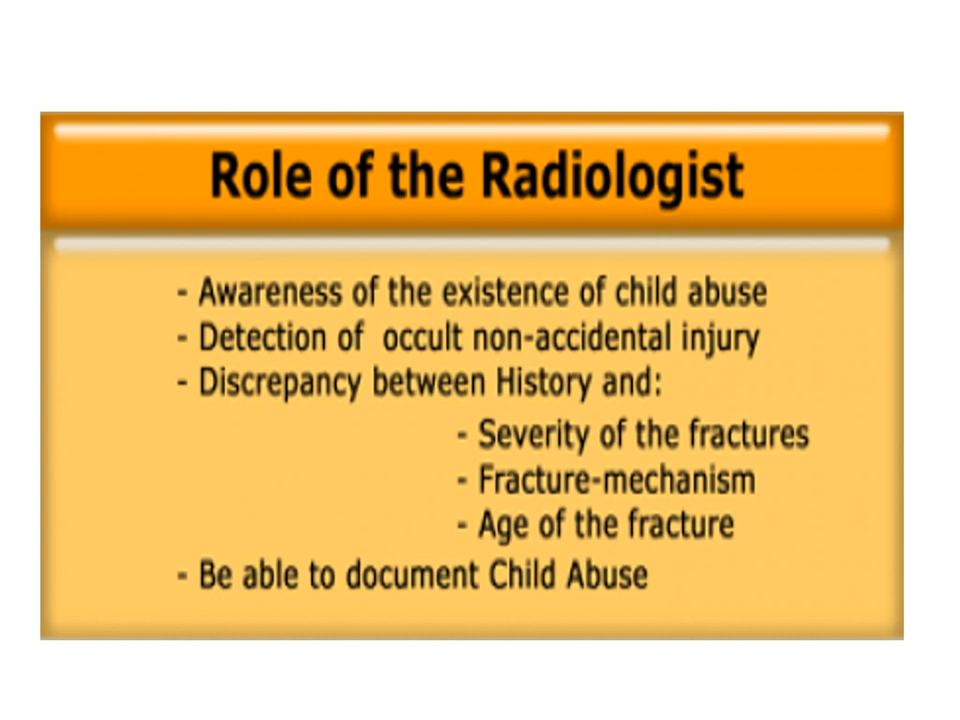 Role of the Radiologist
- Awareness of the existence of child abuse
- Detection of  occult non-accidental injury
- Discrepancy between History and:
- Severity of the fractures
- Fracture-mechanism
- Age of the fracture
- Be able to document Child Abuse